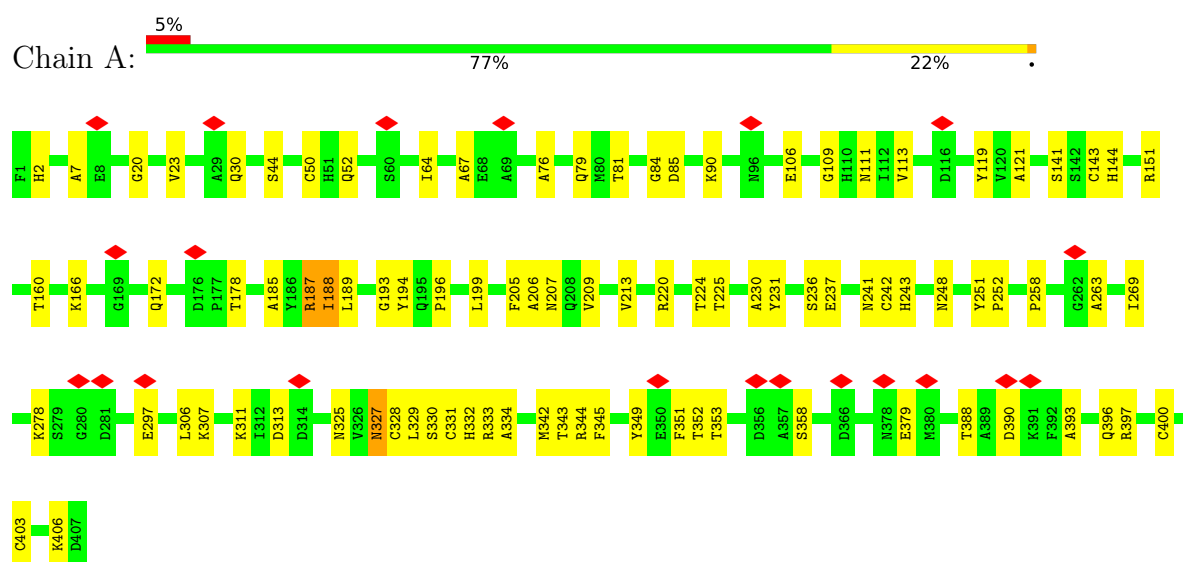 5%
Chain A:
77% 22% •
F1 H2 A7 E8 G20 V23 A29 Q30 S44 C50 H51 Q52 S60 I64 A67 E68 A69 A76 Q79 M80 T81 G84 D85 K90 N96 E106 G109 H110 N111 I112 V113 D116 Y119 V120 A121 S141 S142 C143 H144 R151
T160 K166 G169 Q172 D176 P177 T178 A185 Y186 R187 I188 L189 G193 Y194 Q195 P196 L199 F205 A206 N207 Q208 V209 V213 R220 T224 T225 A230 Y231 S236 E237 N241 C242 H243 N248 Y251 P252 P258 G262 A263 I269
K278 S279 G280 D281 E297 L306 K307 K311 I312 D313 D314 N325 V326 N327 C328 L329 S330 C331 H332 R333 A334 M342 T343 R344 F345 Y349 E350 F351 T352 T353 D356 A357 S358 D366 N378 E379 M380 T388 A389 D390 K391 F392 A393 Q396 R397 C400
C403 K406 D407